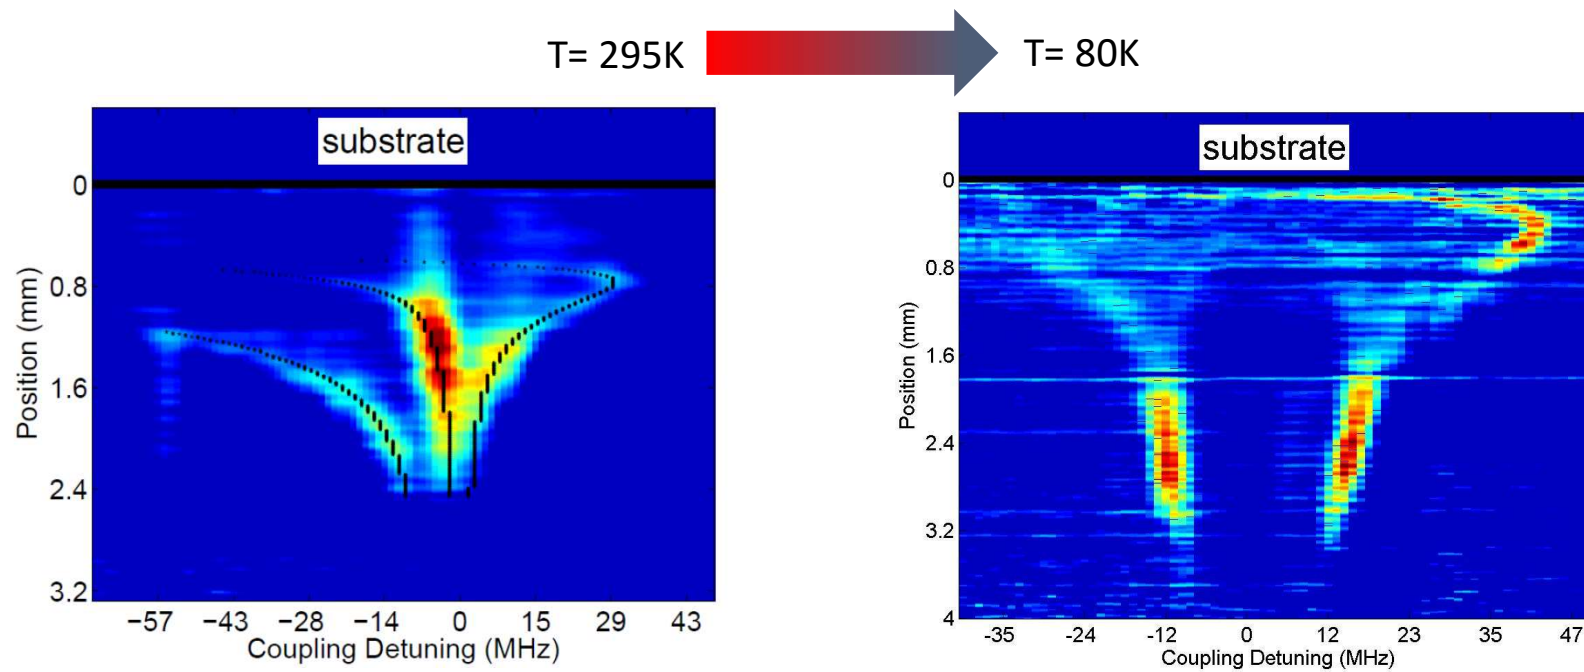 T= 295K
T= 80K
substrate
0
0.8
1.6
2.4
3.2
Position (mm)
−57 −43 −28 −14 0 15 29 43
Coupling Detuning (MHz)
substrate
0
0.8
1.6
2.4
3.2
4
Position (mm)
-35 -24 -12 0 12 23 35 47
Coupling Detuning (MHz)